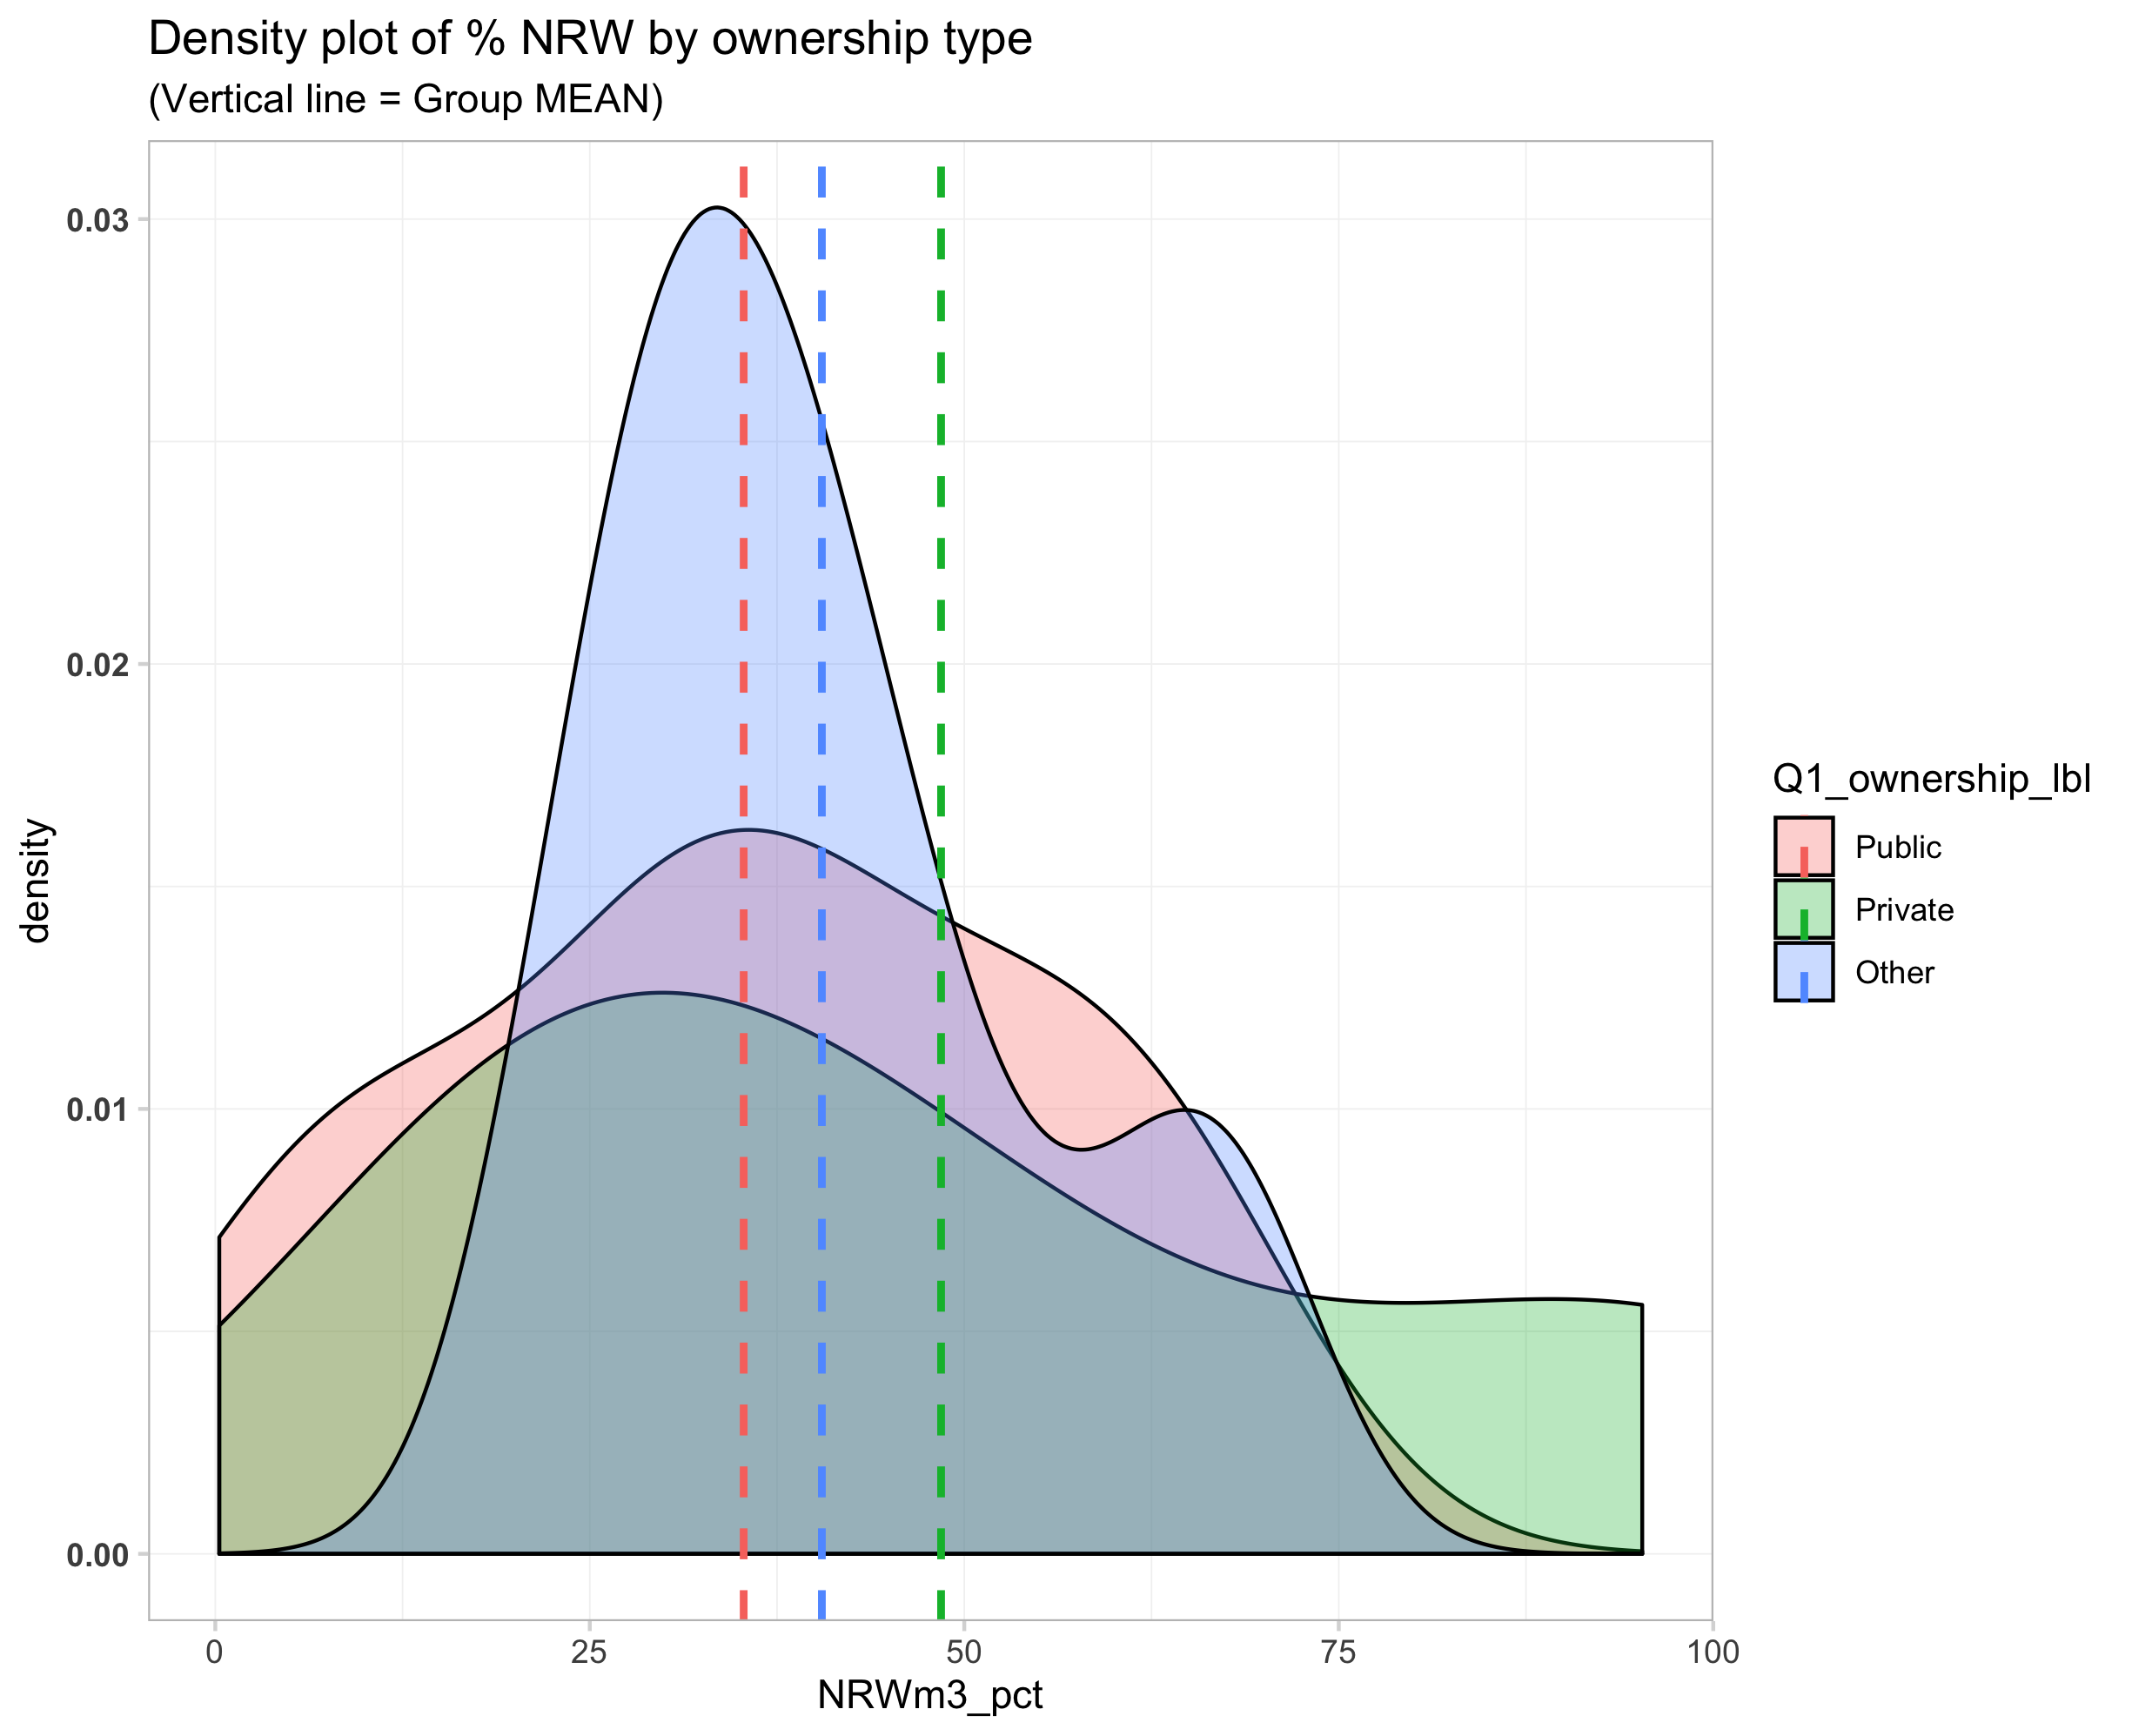 Density plot of % NRW by ownership type
(Vertical line = Group MEAN)
0.03
0.02
0.01
0.00
density
0 25 50 75 100
NRWm3_pct
Q1_ownership_lbl
Public
Private
Other